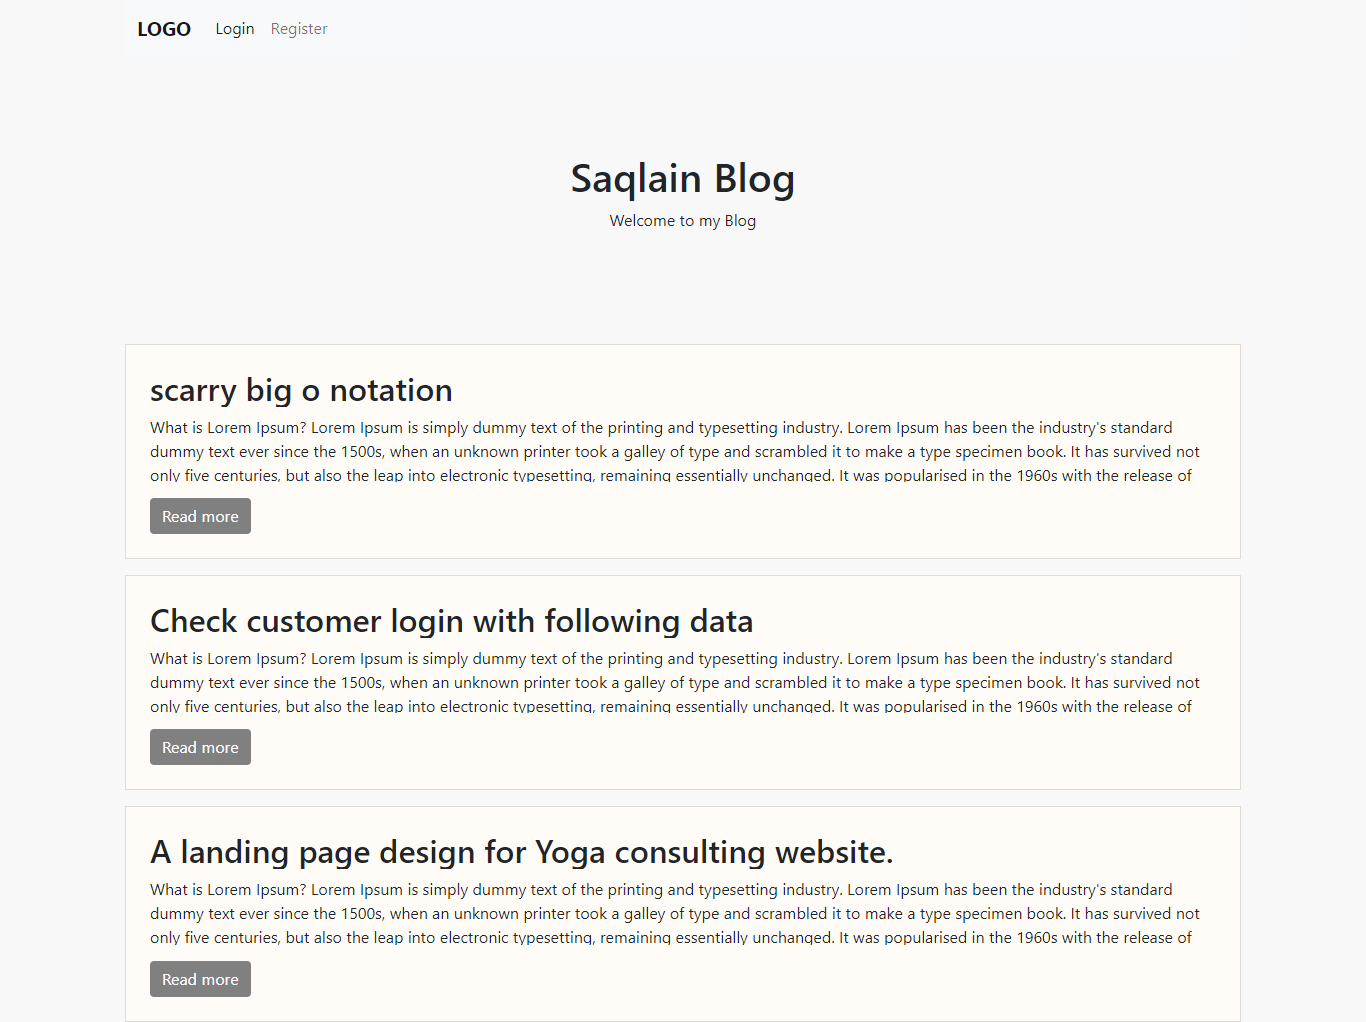 LOGO Login Register
Saqlain Blog
Welcome to my Blog
scarry big o notation
What is Lorem Ipsum? Lorem Ipsum is simply dummy text of the printing and typesetting industry. Lorem Ipsum has been the industry's standard
dummy text ever since the 1500s, when an unknown printer took a galley of type and scrambled it to make a type specimen book. It has survived not
only five centuries, but also the leap into electronic typesetting, remaining essentially unchanged. It was popularised in the 1960s with the release of
Read more
Check customer login with following data
What is Lorem Ipsum? Lorem Ipsum is simply dummy text of the printing and typesetting industry. Lorem Ipsum has been the industry's standard
dummy text ever since the 1500s, when an unknown printer took a galley of type and scrambled it to make a type specimen book. It has survived not
only five centuries, but also the leap into electronic typesetting, remaining essentially unchanged. It was popularised in the 1960s with the release of
Read more
A landing page design for Yoga consulting website.
What is Lorem Ipsum? Lorem Ipsum is simply dummy text of the printing and typesetting industry. Lorem Ipsum has been the industry's standard
dummy text ever since the 1500s, when an unknown printer took a galley of type and scrambled it to make a type specimen book. It has survived not
only five centuries, but also the leap into electronic typesetting, remaining essentially unchanged. It was popularised in the 1960s with the release of
Read more